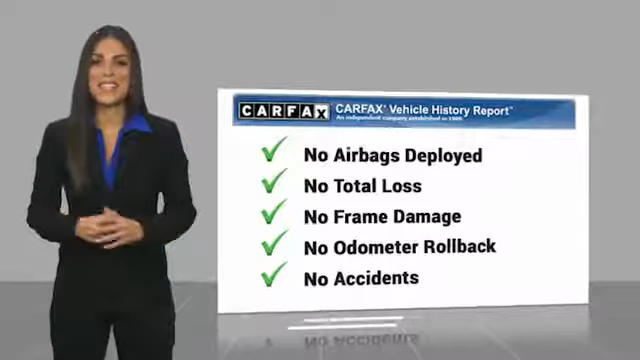 CARFAX CARFAX® Vehicle History Report™
An independent company established in 1986
No Airbags Deployed
No Total Loss
No Frame Damage
No Odometer Rollback
No Accidents